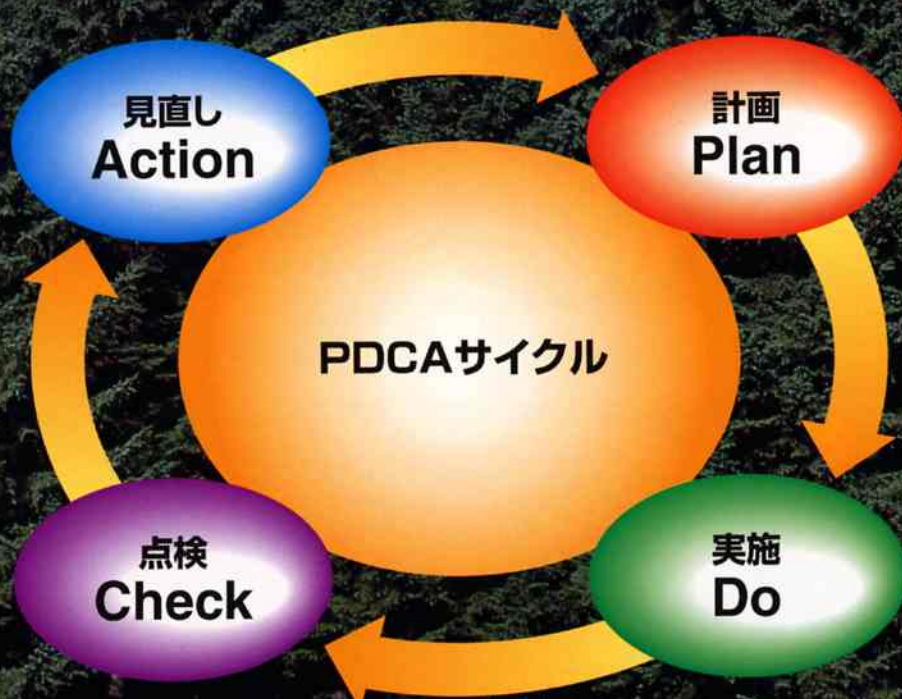 見直し
Action
計画
Plan
PDCAサイクル
点検
Check
実施
Do